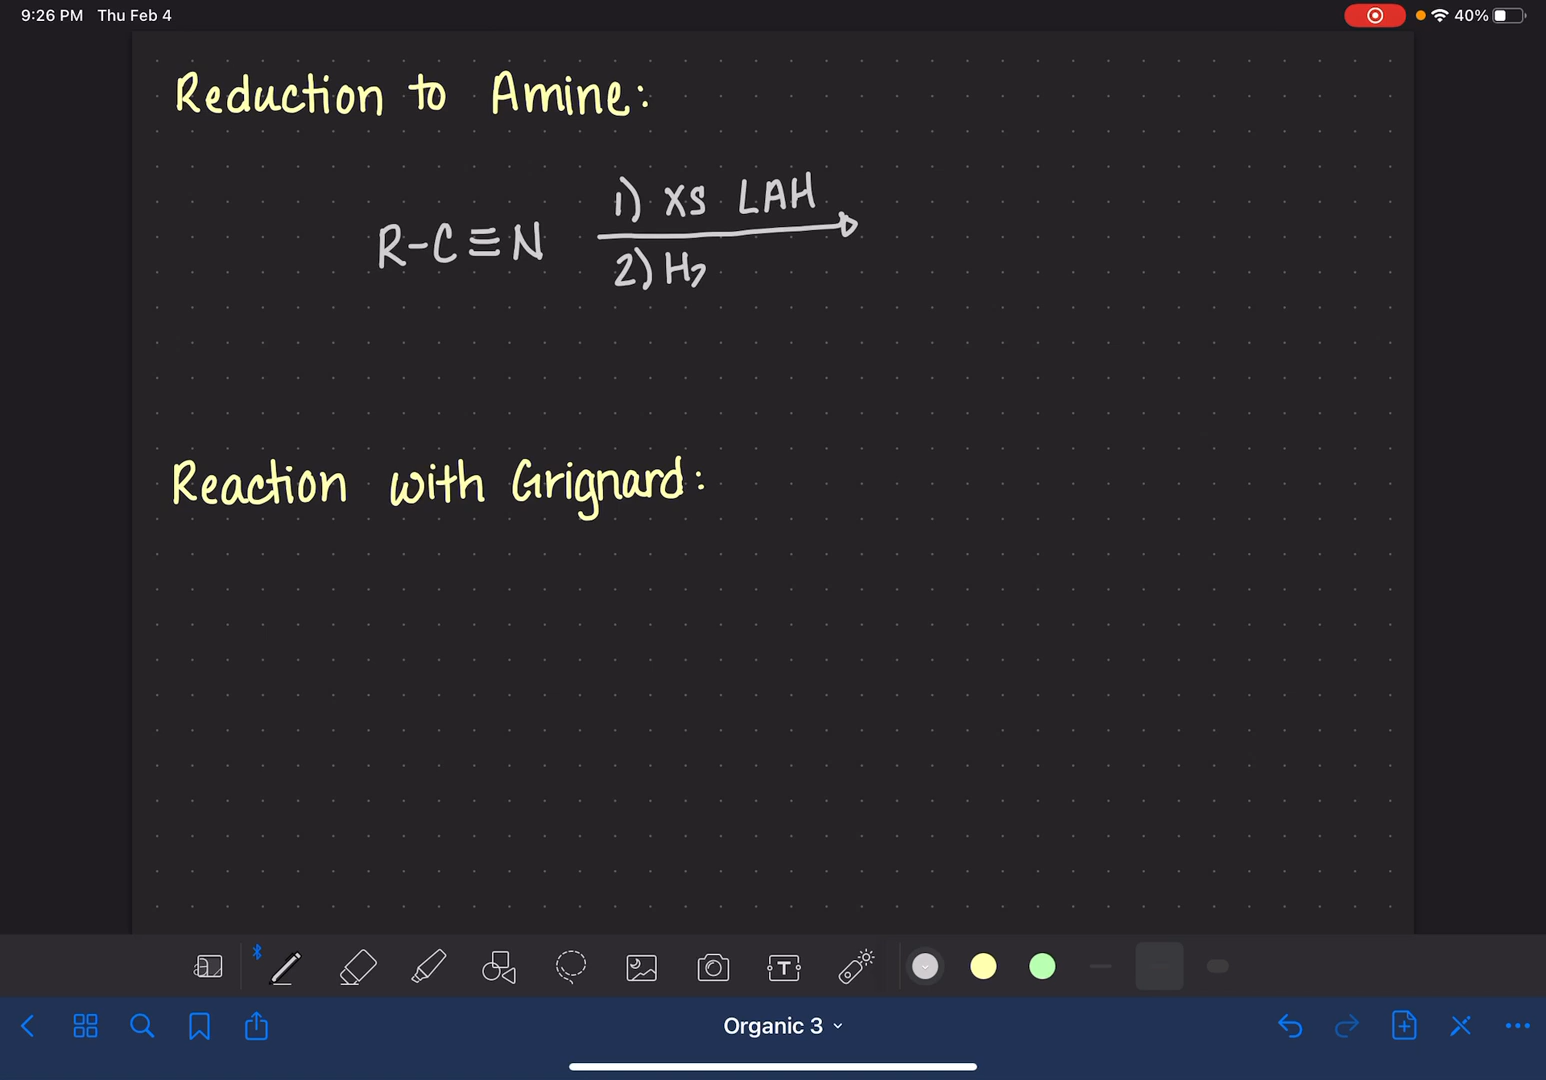 9:26 PM Thu Feb 4
40%
Reduction to Amine:
1) XS LAH
R-C≡N
2) H₂
Reaction with Grignard:
T
Organic 3